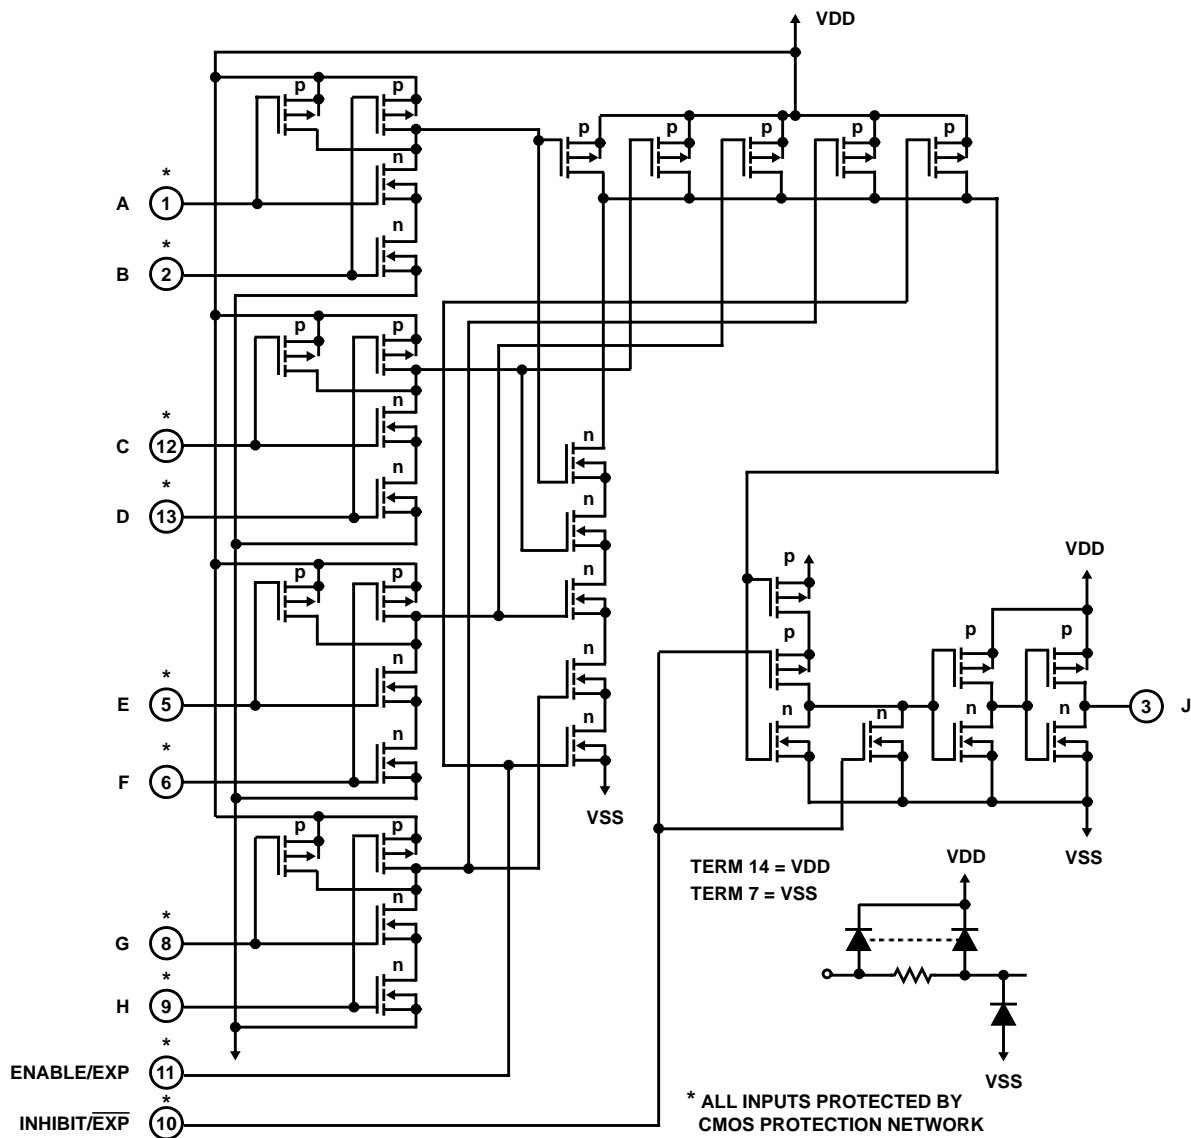 VDD
p
p
p
p
p
p
p
n
*
A 1
n
*
B 2
p
p
n
*
C 12
n
*
D 13
n
n
n
n
n
VSS
p
p
n
*
E 5
n
*
F 6
p
p
n
*
G 8
n
*
H 9
*
ENABLE/EXP 11
*
INHIBIT/EXP 10
p
p
n
n
VDD
p
p
n
n
3 J
VSS
TERM 14 = VDD
TERM 7 = VSS
VDD
VSS
* ALL INPUTS PROTECTED BY
CMOS PROTECTION NETWORK